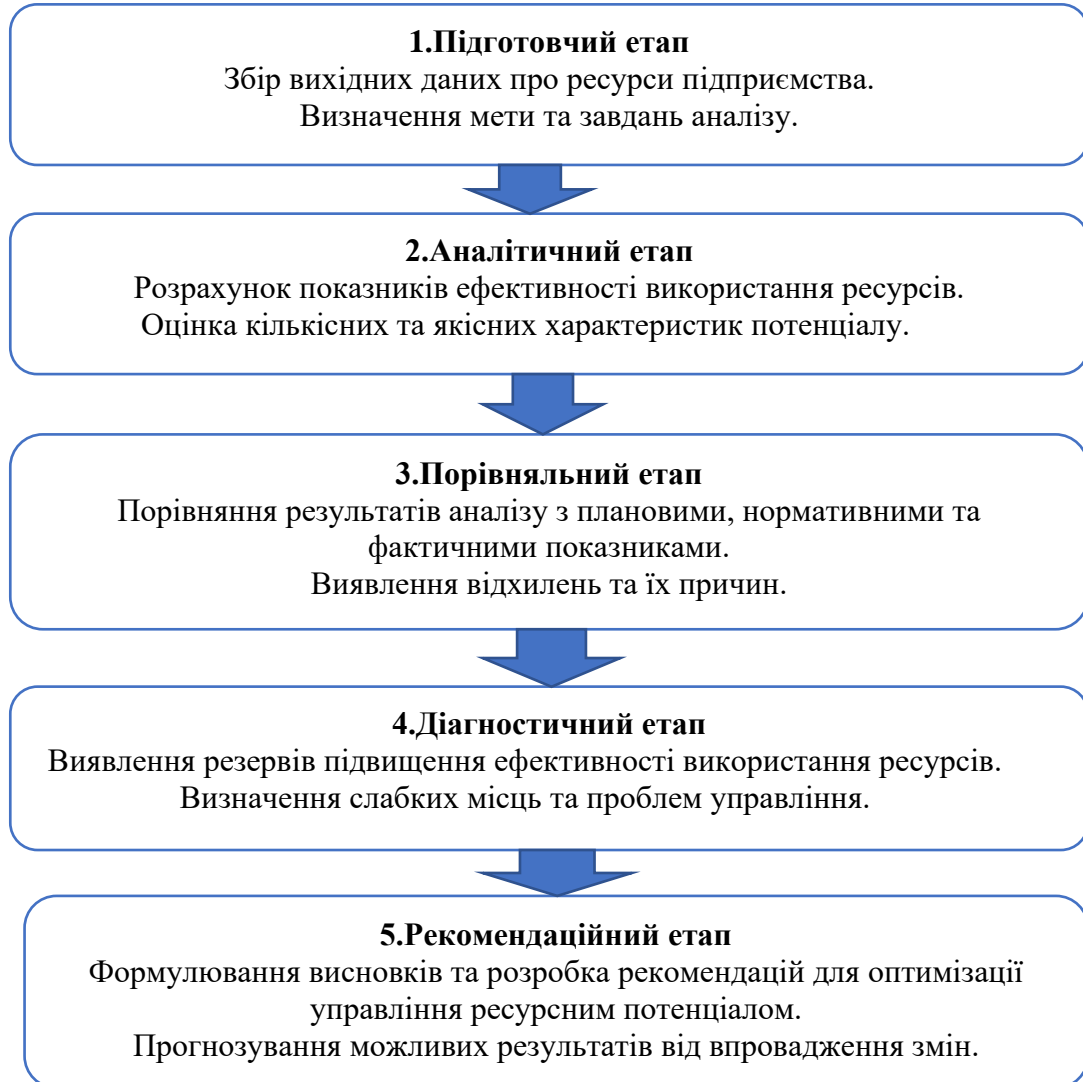 1.Підготовчий етап
Збір вихідних даних про ресурси підприємства.
Визначення мети та завдань аналізу.
2.Аналітичний етап
Розрахунок показників ефективності використання ресурсів.
Оцінка кількісних та якісних характеристик потенціалу.
3.Порівняльний етап
Порівняння результатів аналізу з плановими, нормативними та
фактичними показниками.
Виявлення відхилень та їх причин.
4.Діагностичний етап
Виявлення резервів підвищення ефективності використання ресурсів.
Визначення слабких місць та проблем управління.
5.Рекомендаційний етап
Формулювання висновків та розробка рекомендацій для оптимізації
управління ресурсним потенціалом.
Прогнозування можливих результатів від впровадження змін.